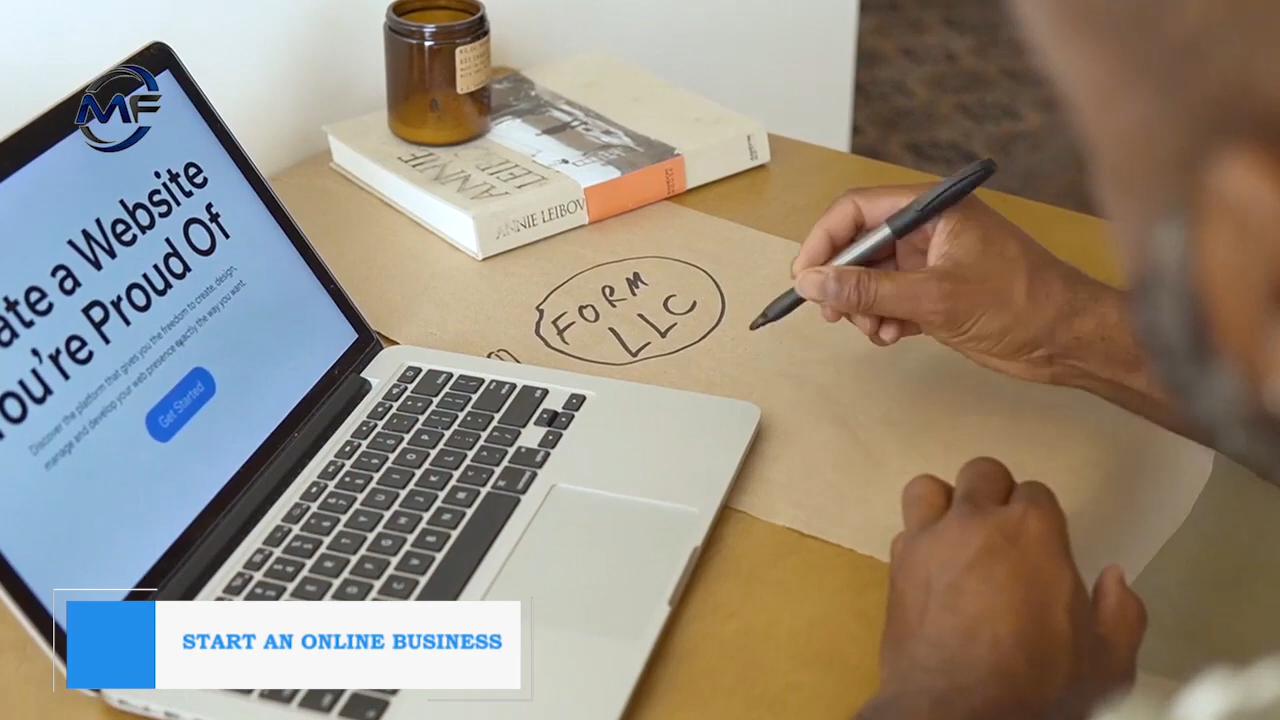 MF
ate a Website
You're Proud Of
Discover the platform that gives you the freedom to create, design,
manage and develop your web presence exactly the way you want.
Get Started
ANNIE
LEIB
ANNIE LEIBOV
FORM
LLC
START AN ONLINE BUSINESS